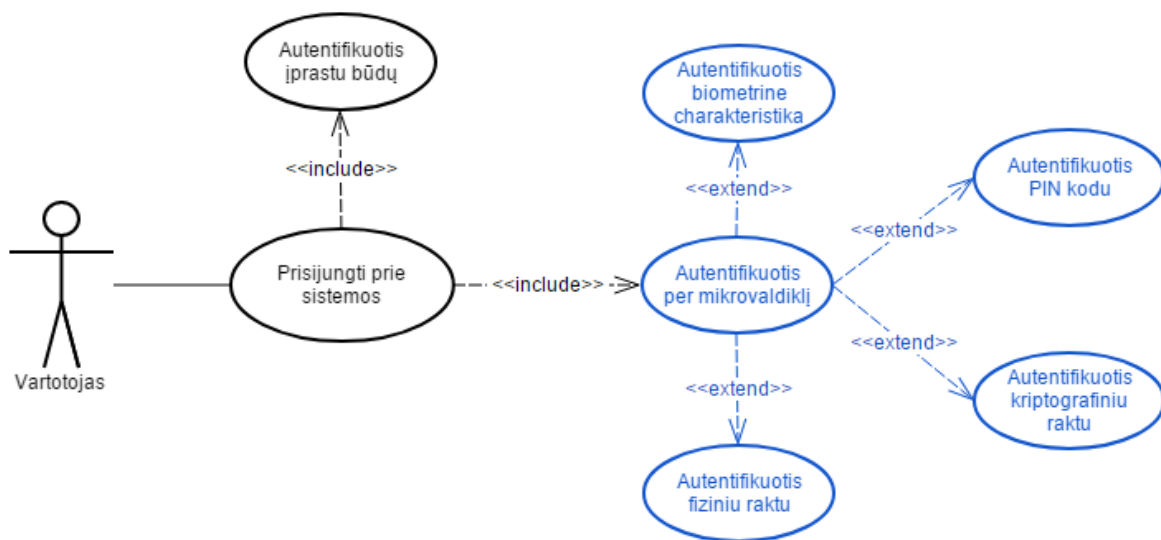 Autentifikuotis
įprastu būdų
<<include>>
Vartotojas
Prisijungti prie
sistemos
<<include>>
Autentifikuotis
biometrine
charakteristika
<<extend>>
Autentifikuotis
per mikrovaldiklį
<<extend>>
Autentifikuotis
PIN kodu
<<extend>>
Autentifikuotis
kriptografiniu
raktu
<<extend>>
Autentifikuotis
fiziniu raktu